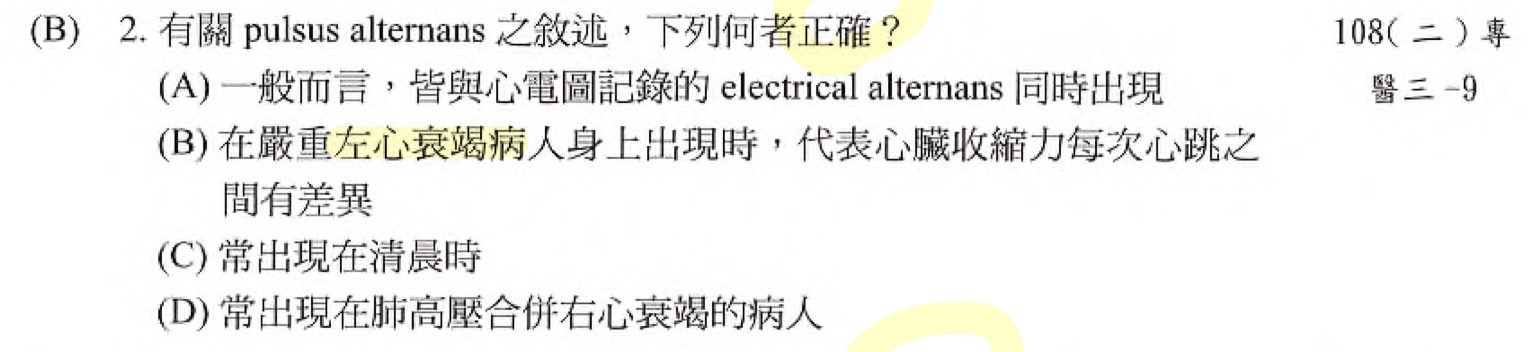 (B) 2. 有關 pulsus alternans 之敘述，下列何者正確？ 108(二)專
(A) 一般而言，皆與心電圖記錄的 electrical alternans 同時出現 醫三-9
(B) 在嚴重左心衰竭病人身上出現時，代表心臟收縮力每次心跳之
間有差異
(C) 常出現在清晨時
(D) 常出現在肺高壓合併右心衰竭的病人